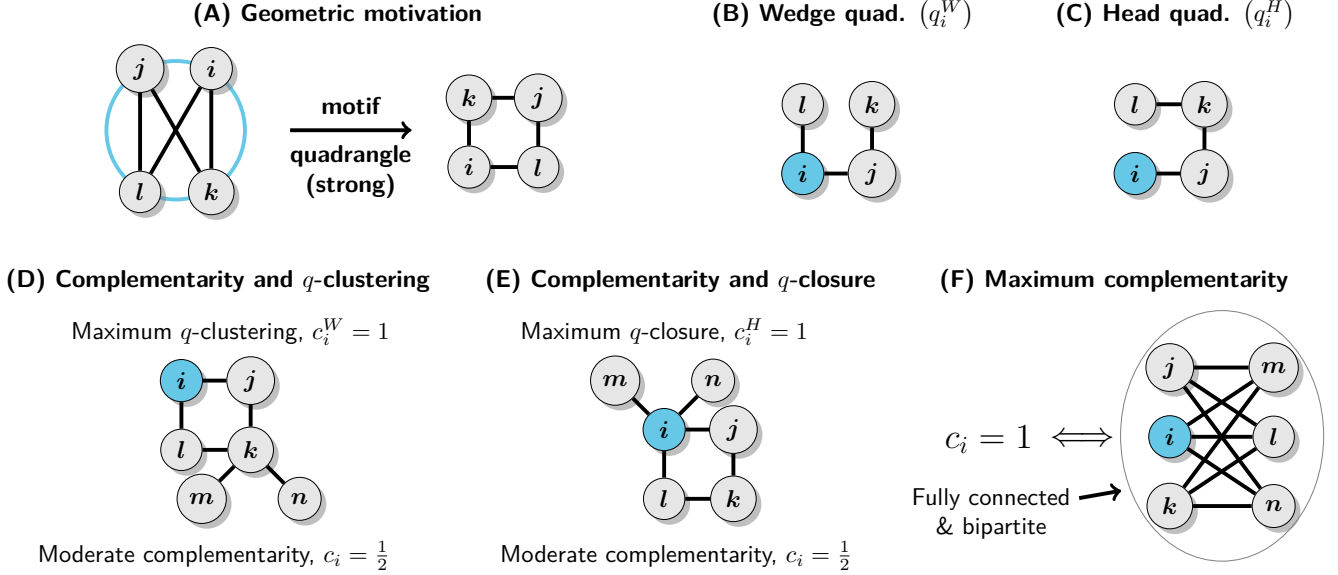 (A) Geometric motivation
j i
l k
motif
quadrangle
(strong)
k j
i l
(B) Wedge quad. (q_i^W)
l k
i j
(C) Head quad. (q_i^H)
l k
i j
(D) Complementarity and q-clustering
Maximum q-clustering, c_i^W = 1
i j
l k
m n
Moderate complementarity, c_i = 1/2
(E) Complementarity and q-closure
Maximum q-closure, c_i^H = 1
m n
i j
l k
Moderate complementarity, c_i = 1/2
(F) Maximum complementarity
c_i = 1 ⟺
Fully connected
& bipartite
j m
i l
k n